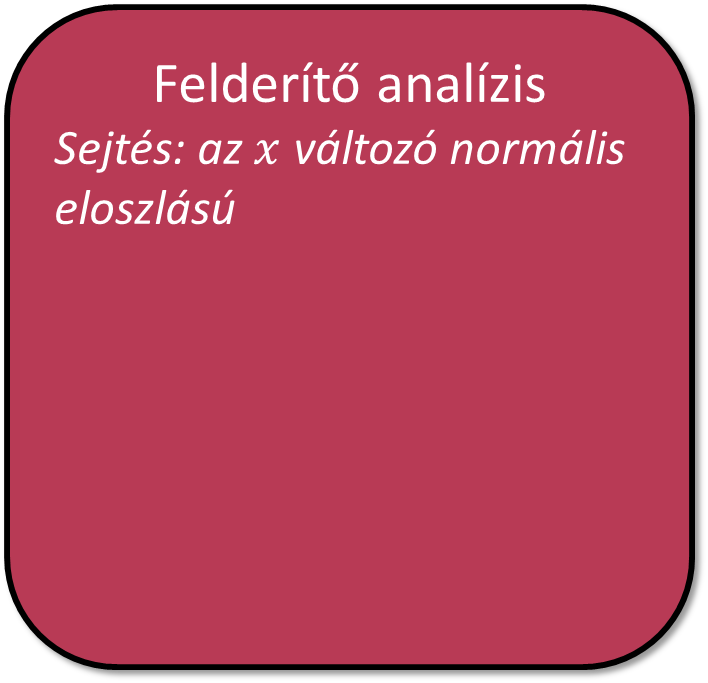 Felderítő analízis
Sejtés: az 𝑥 változó normális
eloszlású